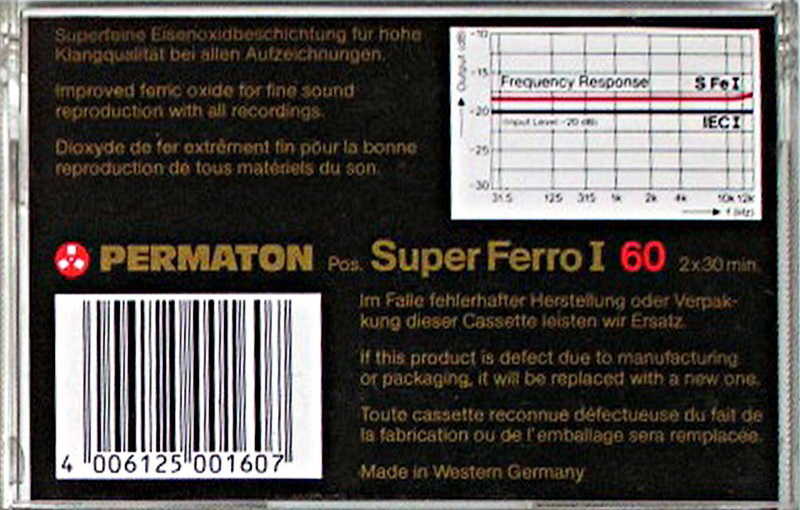 Superfeine Eisenoxidbeschichtung für hohe
Klangqualität bei allen Aufzeichnungen.
Improved ferric oxide for fine sound
reproduction with all recordings.
Dioxyde de fer extrêment fin pour la bonne
reproduction de tous matériels du son.
Output (dB)
-10
-15
-20
-25
-30
Frequency Response
S Fe I
Input Level -20 dB
IEC I
31.5 125 315 1k 2k 4k 10k 12k
f (Hz)
PERMATON Pos. Super Ferro I 60 2x30 min.
Im Falle fehlerhafter Herstellung oder Verpak-
kung dieser Cassette leisten wir Ersatz.
If this product is defect due to manufacturing
or packaging, it will be replaced with a new one.
Toute cassette reconnue défectueuse du fait de
la fabrication ou de l'emballage sera remplacée.
Made in Western Germany
4 006125 001607